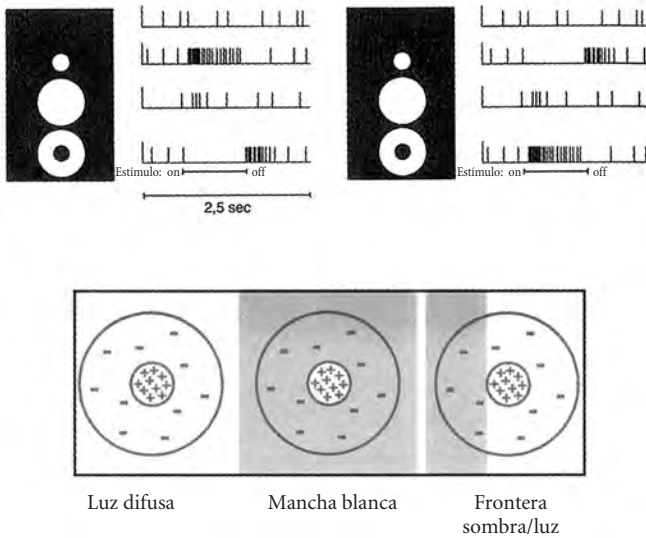 Estímulo: on off
Estímulo: on off
2,5 sec
Luz difusa
Mancha blanca
Frontera
sombra/luz